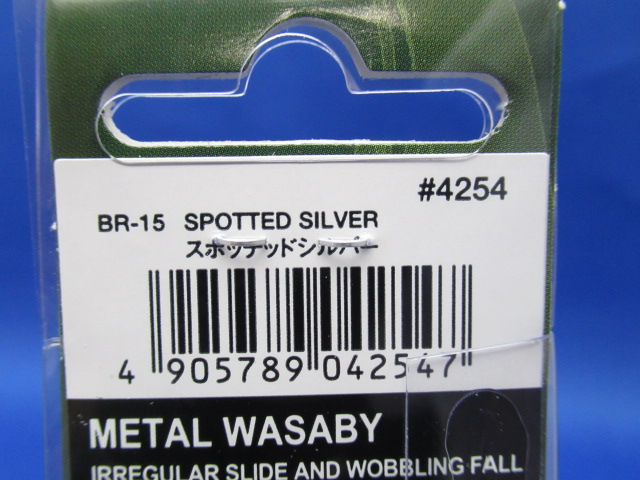 #4254
BR-15 SPOTTED SILVER
スポッテッドシルバー
4 905789 042547
METAL WASABY
IRREGULAR SLIDE AND WOBBLING FALL